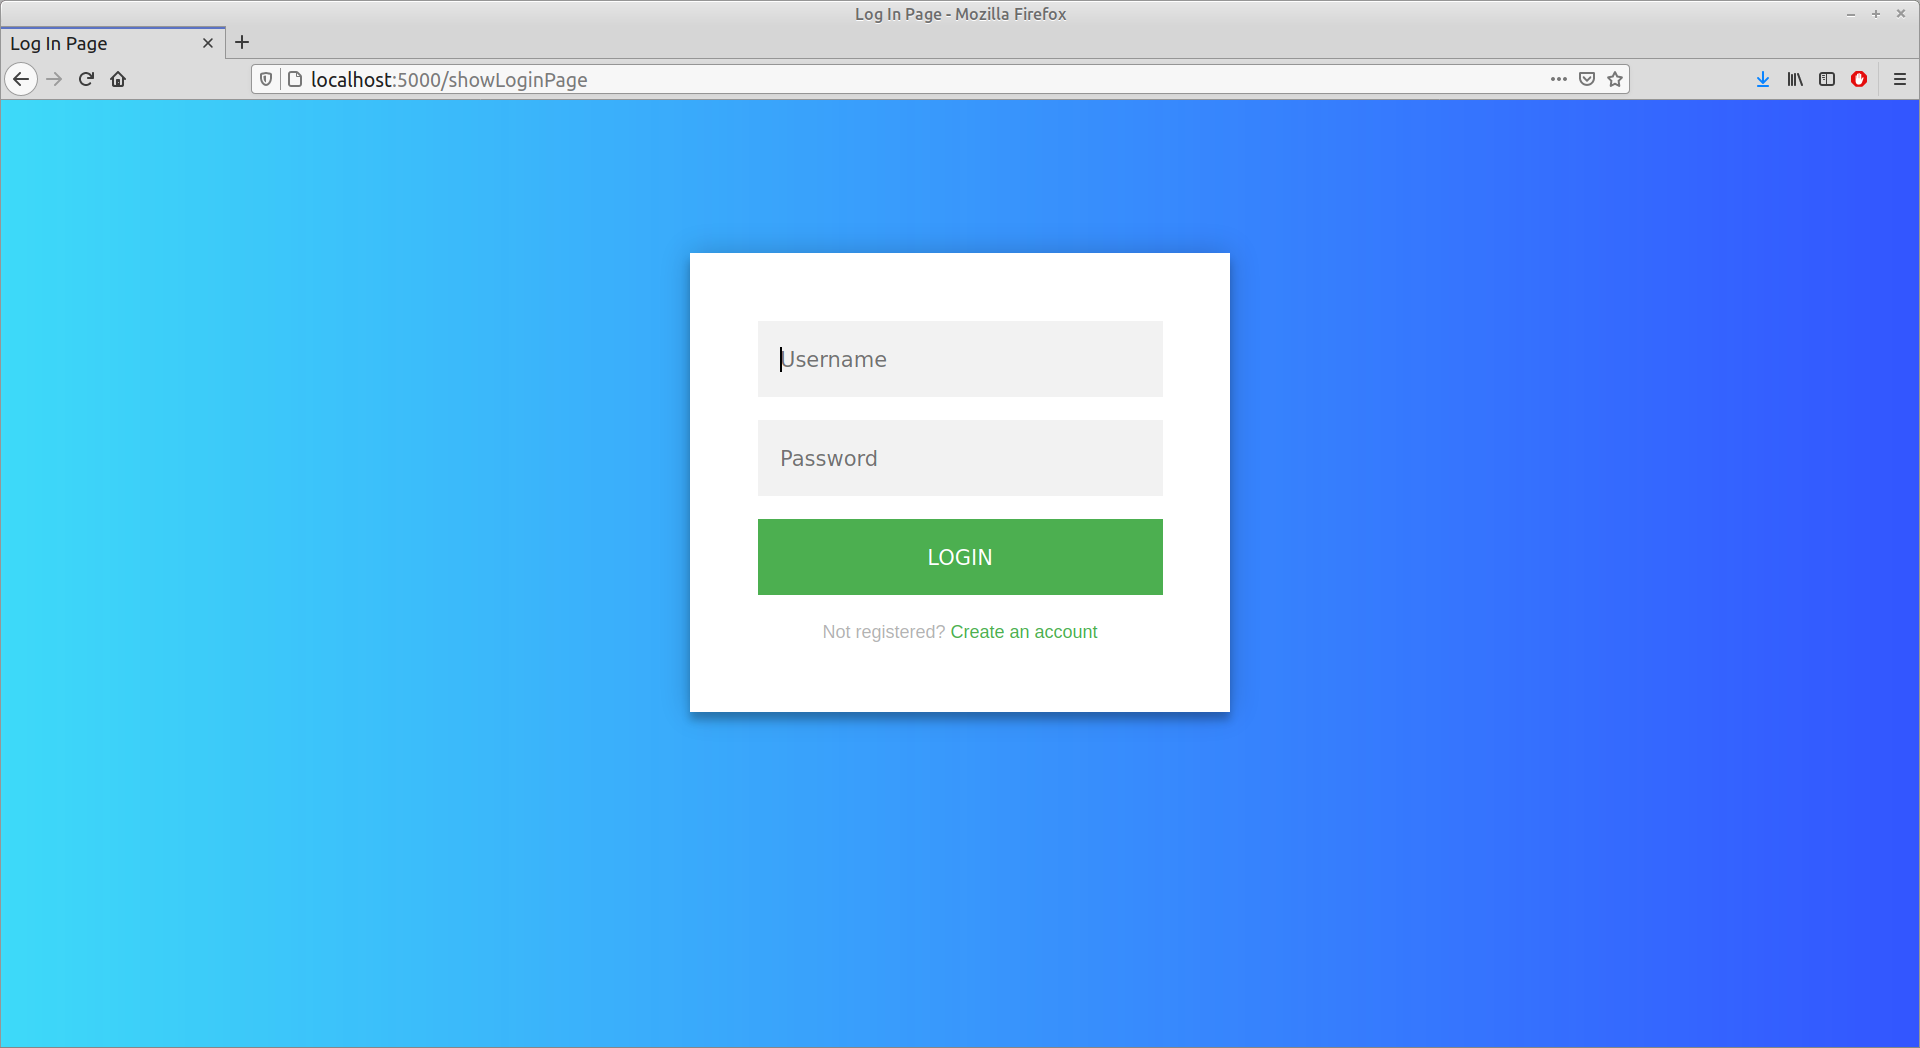 Log In Page - Mozilla Firefox
Log In Page
localhost:5000/showLoginPage
Username
Password
LOGIN
Not registered? Create an account